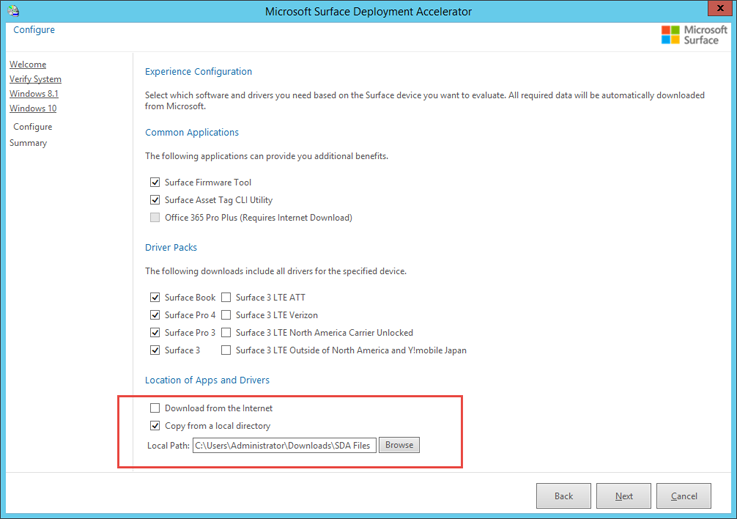 Microsoft Surface Deployment Accelerator
Configure
Microsoft
Surface
Welcome
Verify System
Windows 8.1
Windows 10
Configure
Summary
Experience Configuration
Select which software and drivers you need based on the Surface device you want to evaluate. All required data will be automatically downloaded
from Microsoft.
Common Applications
The following applications can provide you additional benefits.
Surface Firmware Tool
Surface Asset Tag CLI Utility
Office 365 Pro Plus (Requires Internet Download)
Driver Packs
The following downloads include all drivers for the specified device.
Surface Book Surface 3 LTE ATT
Surface Pro 4 Surface 3 LTE Verizon
Surface Pro 3 Surface 3 LTE North America Carrier Unlocked
Surface 3 Surface 3 LTE Outside of North America and Y!mobile Japan
Location of Apps and Drivers
Download from the Internet
Copy from a local directory
Local Path: C:\Users\Administrator\Downloads\SDA Files Browse
Back Next Cancel